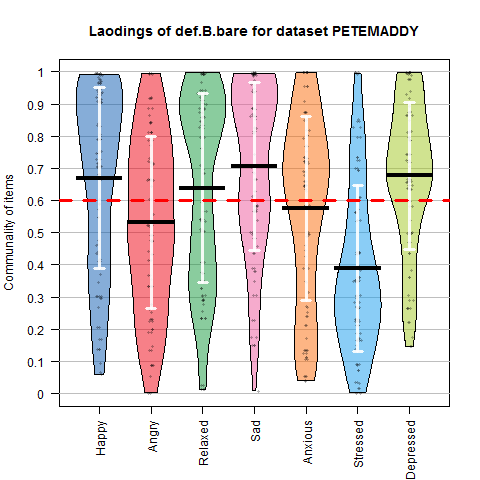 Laodings of def.B.bare for dataset PETEMADDY
Communality of items
1
0.9
0.8
0.7
0.6
0.5
0.4
0.3
0.2
0.1
0
Happy
Angry
Relaxed
Sad
Anxious
Stressed
Depressed